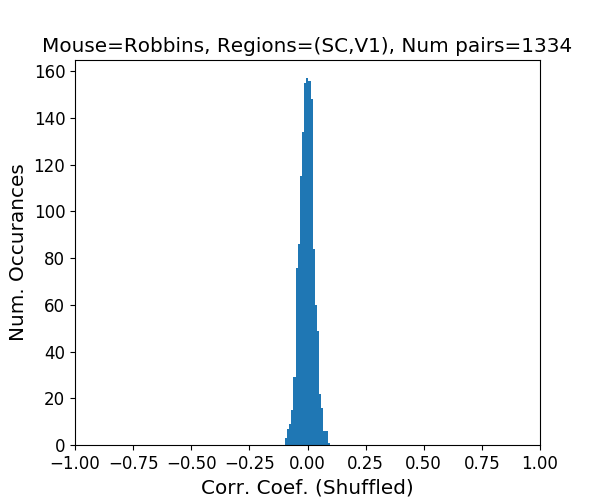 Mouse=Robbins, Regions=(SC,V1), Num pairs=1334
160
140
120
100
80
60
40
20
0
Num. Occurances
−1.00 −0.75 −0.50 −0.25 0.00 0.25 0.50 0.75 1.00
Corr. Coef. (Shuffled)